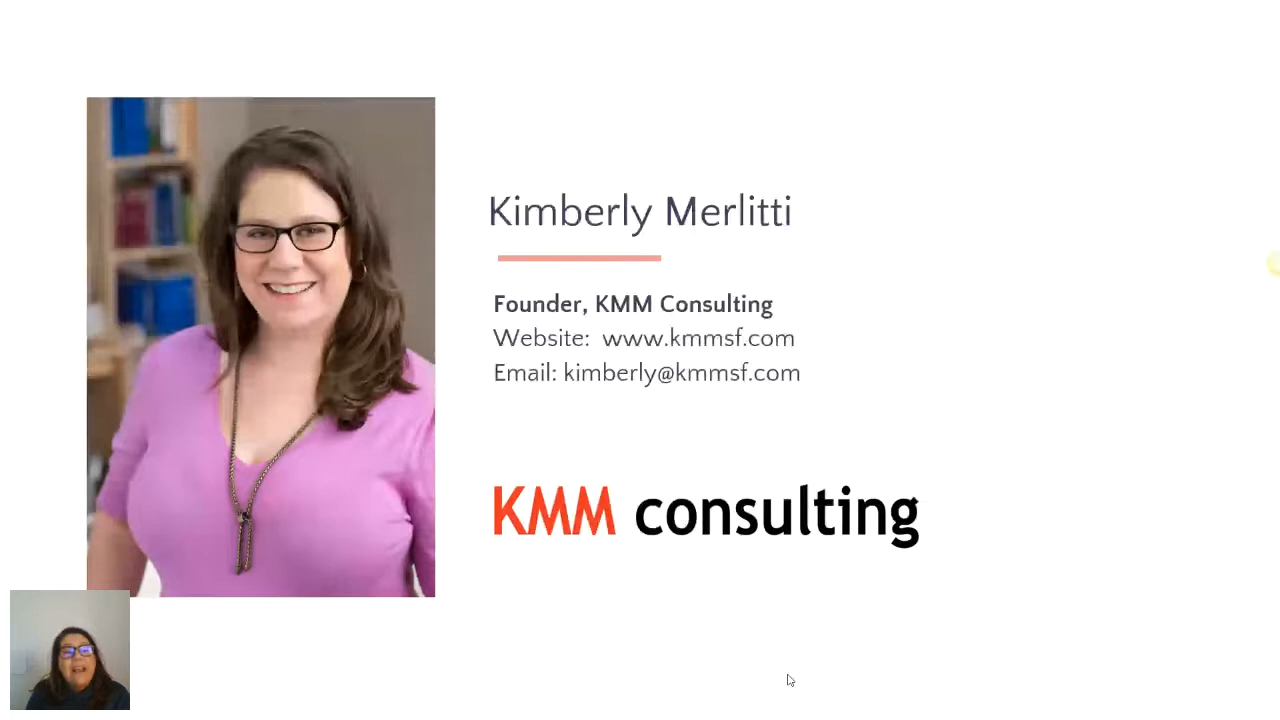 Kimberly Merlitti
Founder, KMM Consulting
Website:  www.kmmsf.com
Email: kimberly@kmmsf.com
KMM consulting